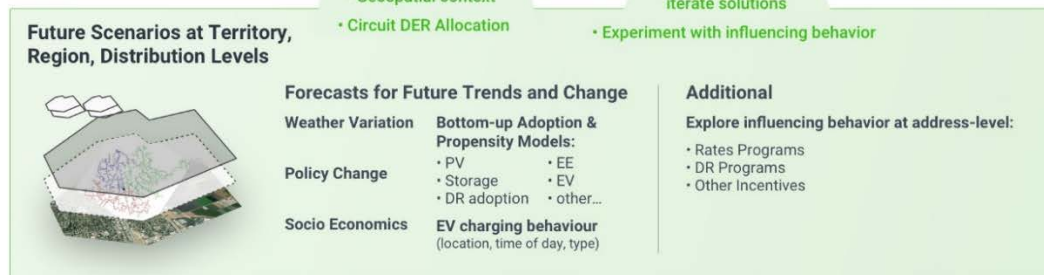 Geospatial context
iterate solutions
• Circuit DER Allocation
• Experiment with influencing behavior
Future Scenarios at Territory,
Region, Distribution Levels
Forecasts for Future Trends and Change
Weather Variation
Policy Change
Socio Economics
Bottom-up Adoption &
Propensity Models:
• PV
• Storage
• DR adoption
• EE
• EV
• other...
EV charging behaviour
(location, time of day, type)
Additional
Explore influencing behavior at address-level:
• Rates Programs
• DR Programs
• Other Incentives